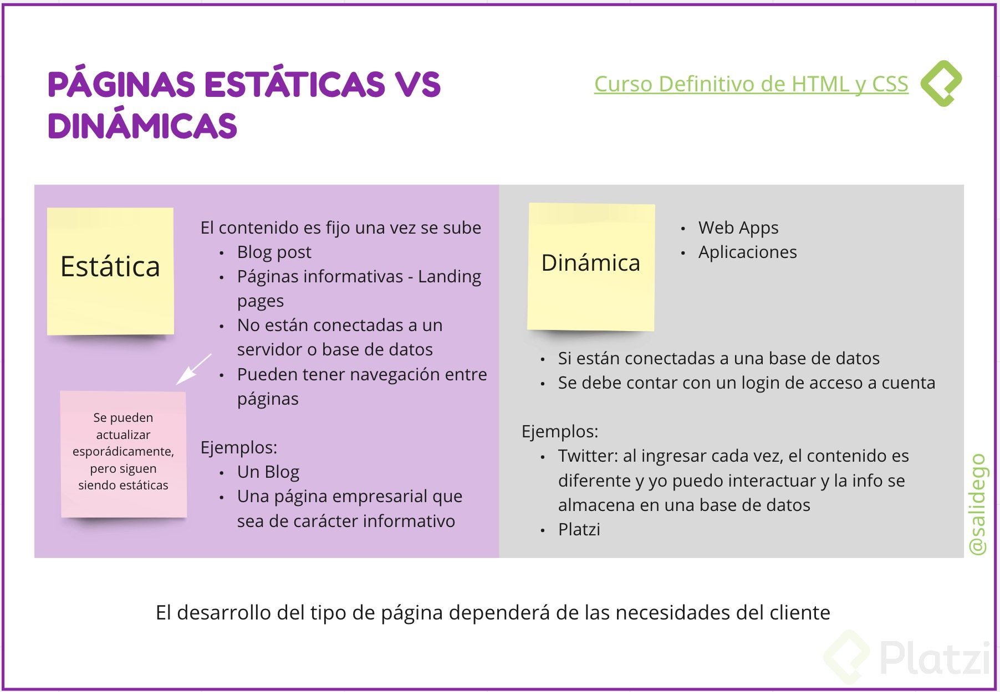 PÁGINAS ESTÁTICAS VS
DINÁMICAS
Curso Definitivo de HTML y CSS
Estática
El contenido es fijo una vez se sube
• Blog post
• Páginas informativas - Landing
pages
• No están conectadas a un
servidor o base de datos
• Pueden tener navegación entre
páginas
Se pueden
actualizar
esporádicamente,
pero siguen
siendo estáticas
Ejemplos:
• Un Blog
• Una página empresarial que
sea de carácter informativo
Dinámica
• Web Apps
• Aplicaciones
• Si están conectadas a una base de datos
• Se debe contar con un login de acceso a cuenta
Ejemplos:
• Twitter: al ingresar cada vez, el contenido es
diferente y yo puedo interactuar y la info se
almacena en una base de datos
• Platzi
@salidego
El desarrollo del tipo de página dependerá de las necesidades del cliente
Platzi